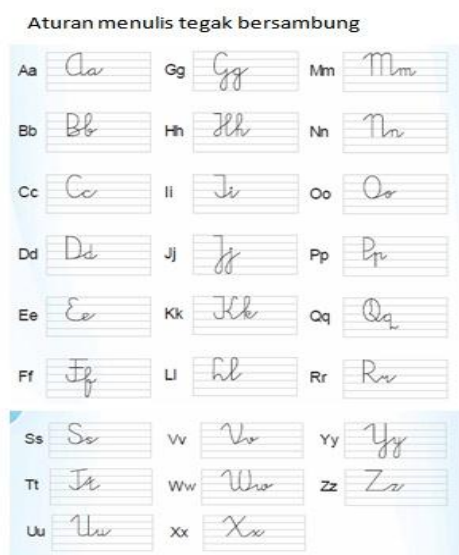 Aturan menulis tegak bersambung
Aa Aa Gg Gg Mm Mm
Bb Bb Hh Hh Nn Nn
Cc Cc Ii Ii Oo Oo
Dd Dd Jj Jj Pp Pp
Ee Ee Kk Kk Qq Qq
Ff Ff Ll Ll Rr Rr
Ss Ss Vv Vv Yy Yy
Tt Tt Ww Ww Zz Zz
Uu Uu Xx Xx